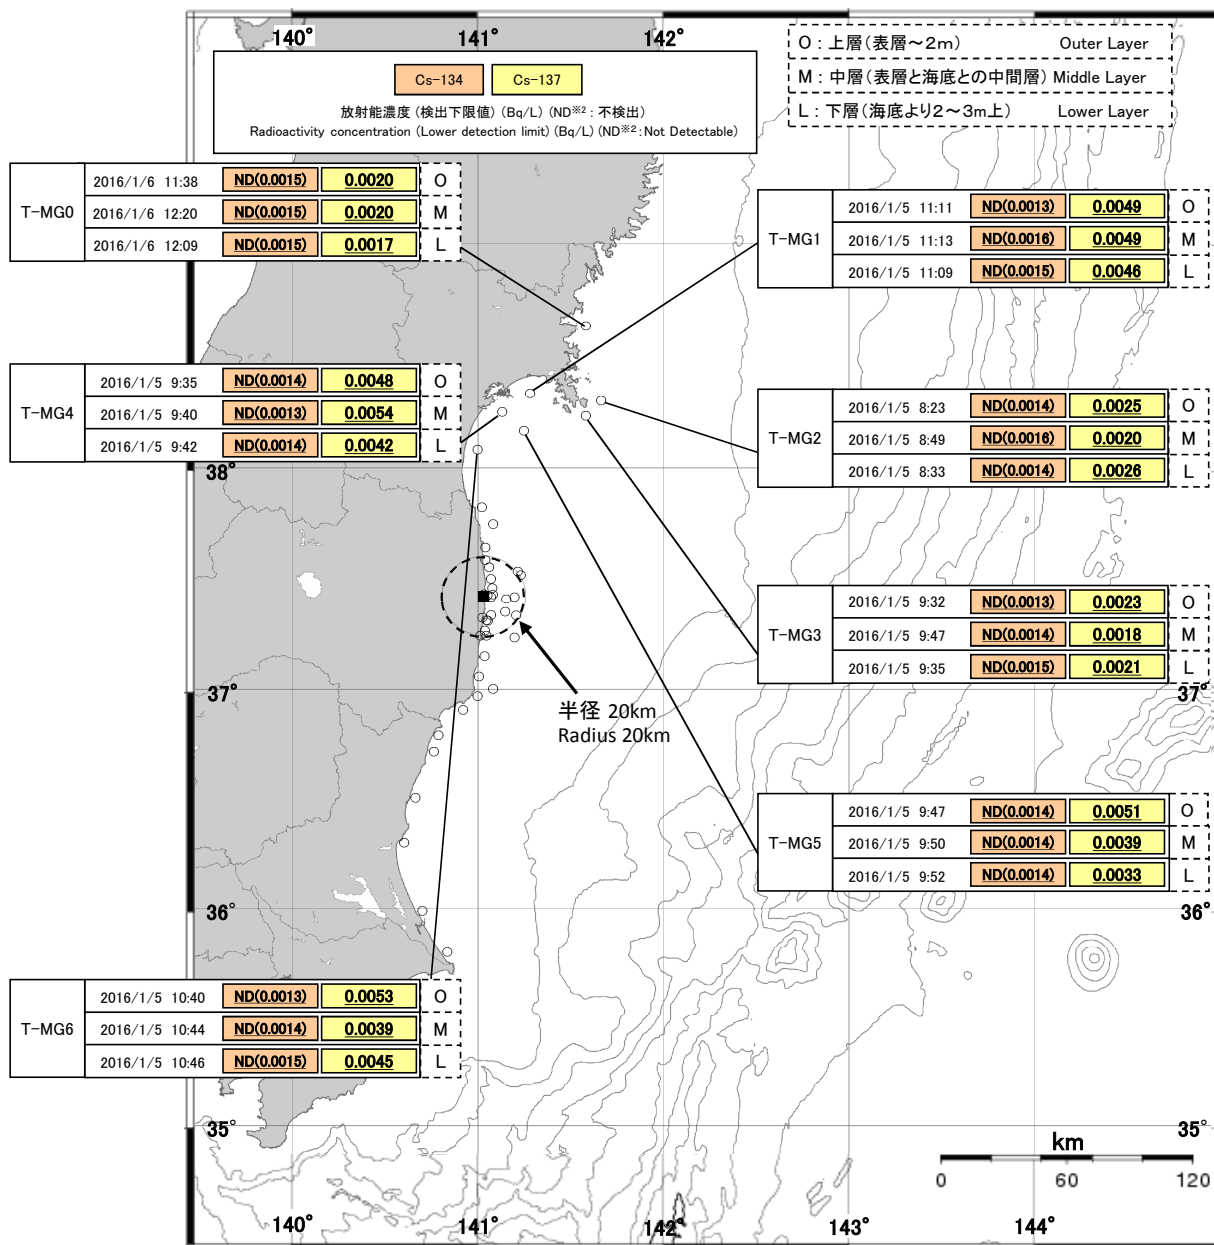 140°
141°
142°
O : 上層(表層～2m) Outer Layer
M : 中層(表層と海底との中間層) Middle Layer
L : 下層(海底より2～3m上) Lower Layer
Cs-134 Cs-137
放射能濃度 (検出下限値) (Bq/L) (ND※2 : 不検出)
Radioactivity concentration (Lower detection limit) (Bq/L) (ND※2 : Not Detectable)
T-MG0
2016/1/6 11:38 ND(0.0015) 0.0020 O
2016/1/6 12:20 ND(0.0015) 0.0020 M
2016/1/6 12:09 ND(0.0015) 0.0017 L
T-MG1
2016/1/5 11:11 ND(0.0013) 0.0049 O
2016/1/5 11:13 ND(0.0016) 0.0049 M
2016/1/5 11:09 ND(0.0015) 0.0046 L
T-MG4
2016/1/5 9:35 ND(0.0014) 0.0048 O
2016/1/5 9:40 ND(0.0013) 0.0054 M
2016/1/5 9:42 ND(0.0014) 0.0042 L
T-MG2
2016/1/5 8:23 ND(0.0014) 0.0025 O
2016/1/5 8:49 ND(0.0016) 0.0020 M
2016/1/5 8:33 ND(0.0014) 0.0026 L
38°
T-MG3
2016/1/5 9:32 ND(0.0013) 0.0023 O
2016/1/5 9:47 ND(0.0014) 0.0018 M
2016/1/5 9:35 ND(0.0015) 0.0021 L
37°
37°
半径 20km
Radius 20km
T-MG5
2016/1/5 9:47 ND(0.0014) 0.0051 O
2016/1/5 9:50 ND(0.0014) 0.0039 M
2016/1/5 9:52 ND(0.0014) 0.0033 L
36°
36°
T-MG6
2016/1/5 10:40 ND(0.0013) 0.0053 O
2016/1/5 10:44 ND(0.0014) 0.0039 M
2016/1/5 10:46 ND(0.0015) 0.0045 L
35°
35°
km
0 60 120
140°
141°
142°
143°
144°